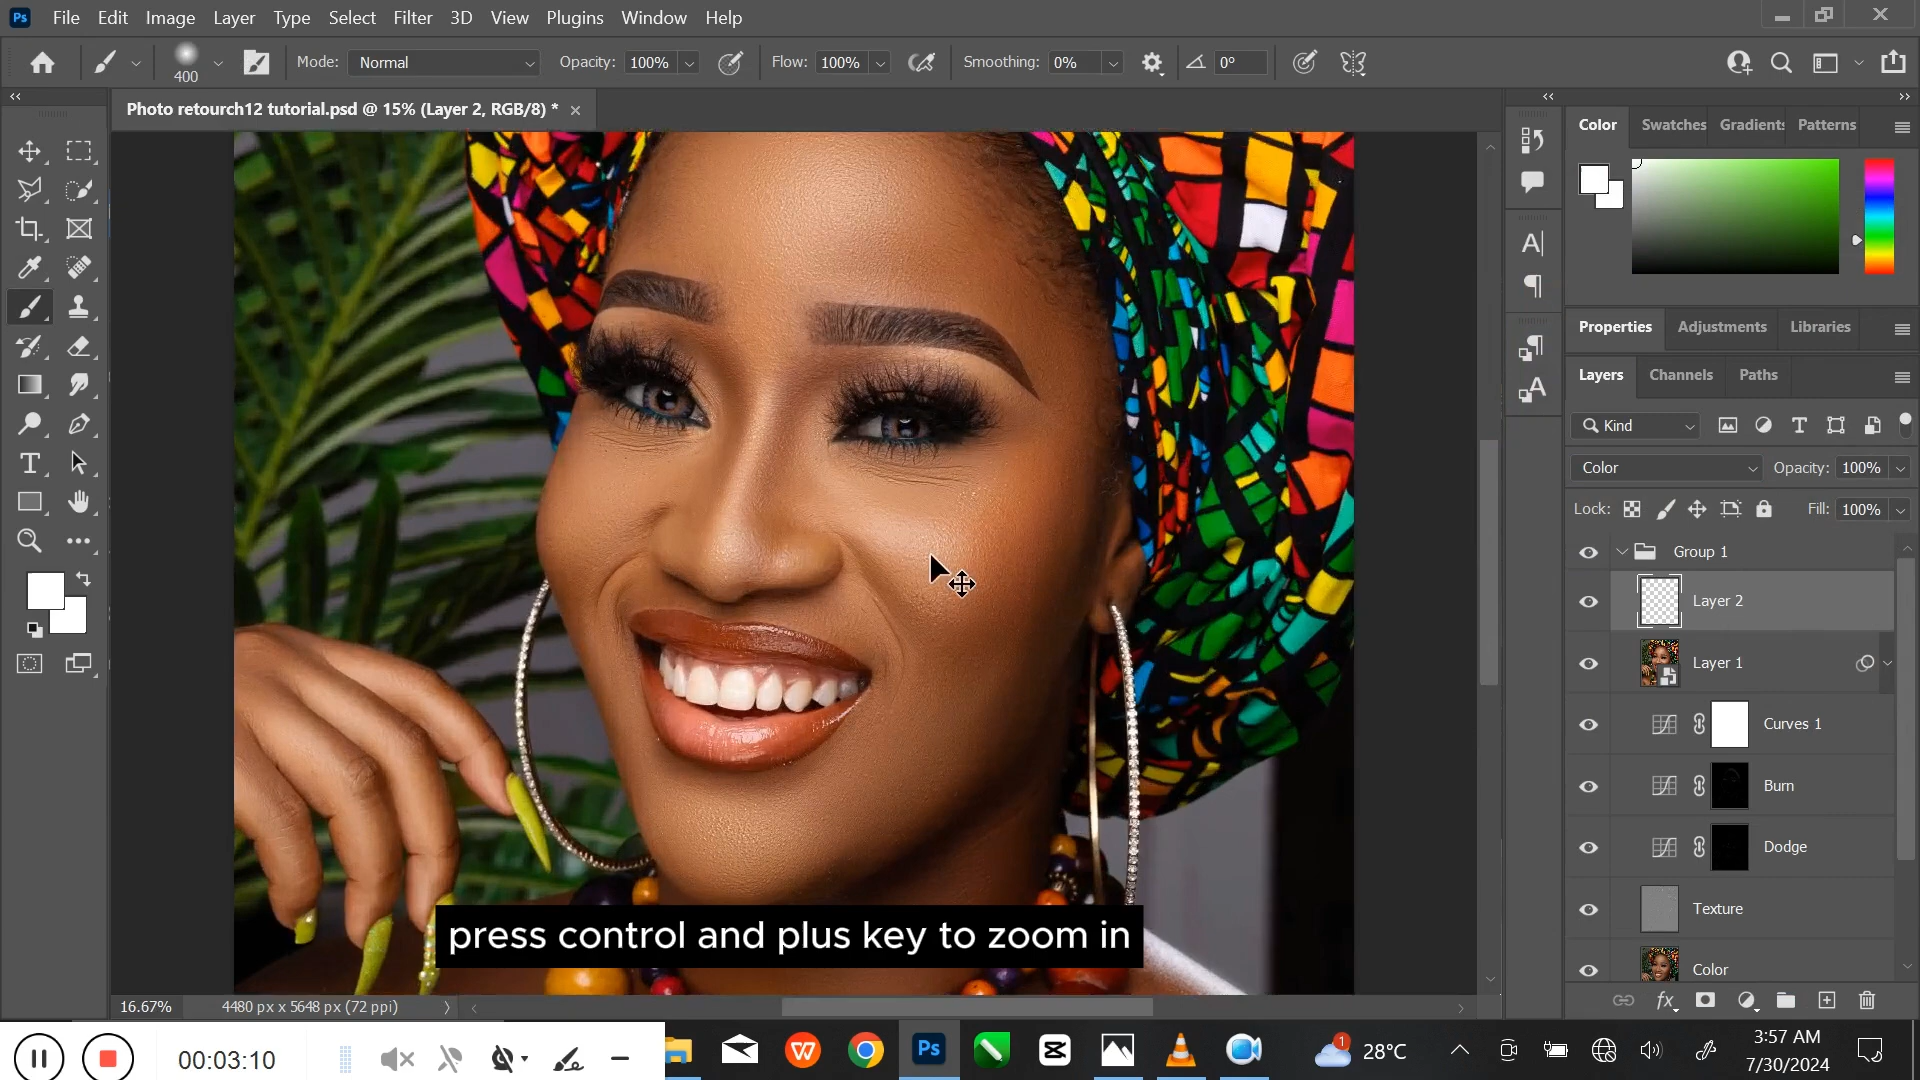 Ps File Edit Image Layer Type Select Filter 3D View Plugins Window Help
400 Mode: Normal Opacity: 100% Flow: 100% Smoothing: 0% 0°
Photo retourch12 tutorial.psd @ 15% (Layer 2, RGB/8) * ×
Color Swatches Gradients Patterns
Properties Adjustments Libraries
Layers Channels Paths
Kind
Color Opacity: 100%
Lock: Fill: 100%
Group 1
Layer 2
Layer 1
Curves 1
Burn
Dodge
Texture
Color
press control and plus key to zoom in
16.67% 4480 px x 5648 px (72 ppi)
fx
00:03:10
Ps
1
28°C
3:57 AM
7/30/2024